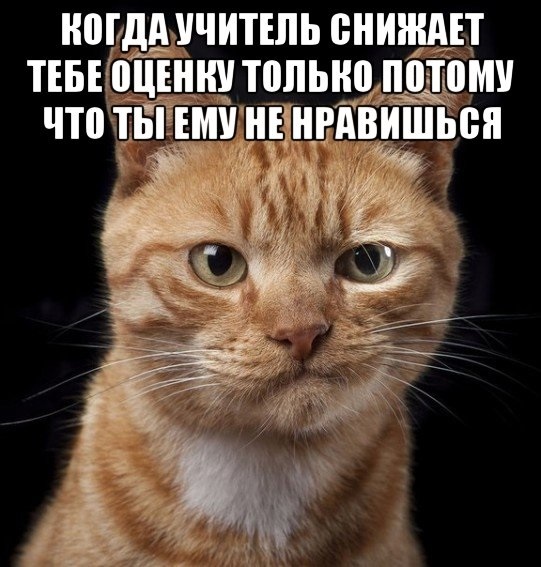 КОГДА УЧИТЕЛЬ СНИЖАЕТ
ТЕБЕ ОЦЕНКУ ТОЛЬКО ПОТОМУ
ЧТО ТЫ ЕМУ НЕ НРАВИШЬСЯ